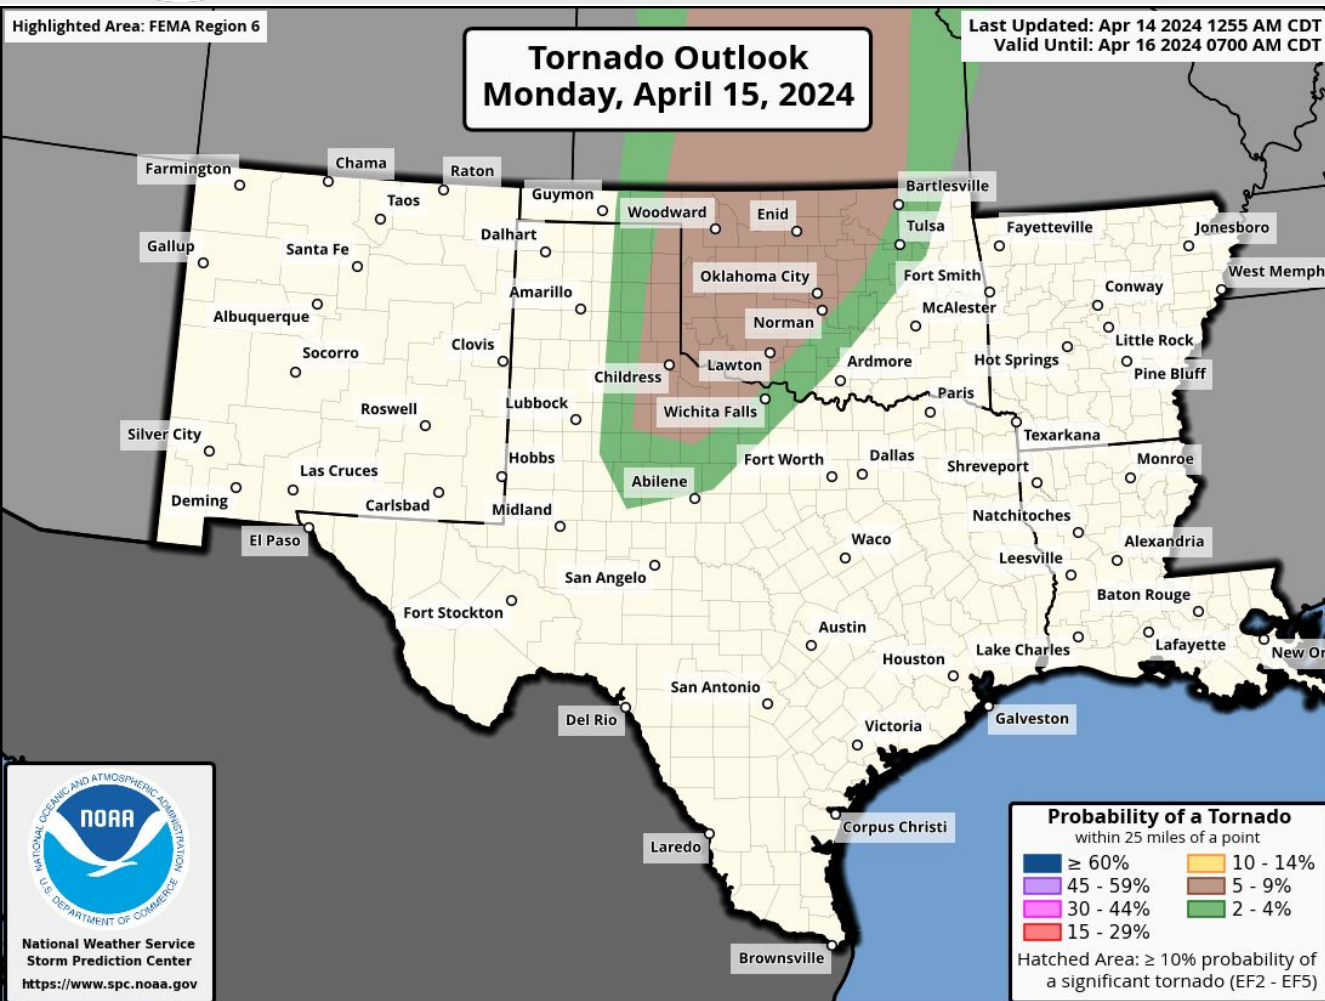 Highlighted Area: FEMA Region 6
Last Updated: Apr 14 2024 1255 AM CDT
Valid Until: Apr 16 2024 0700 AM CDT
Tornado Outlook
Monday, April 15, 2024
Farmington
Chama
Raton
Taos
Guymon
Woodward
Enid
Bartlesville
Tulsa
Fayetteville
Jonesboro
Gallup
Santa Fe
Dalhart
Oklahoma City
Fort Smith
West Memph
Albuquerque
Amarillo
Norman
McAlester
Conway
Little Rock
Socorro
Clovis
Childress
Lawton
Ardmore
Hot Springs
Pine Bluff
Roswell
Lubbock
Wichita Falls
Paris
Texarkana
Silver City
Las Cruces
Hobbs
Abilene
Fort Worth
Dallas
Shreveport
Monroe
Deming
Carlsbad
Midland
Natchitoches
El Paso
San Angelo
Waco
Leesville
Alexandria
Fort Stockton
Baton Rouge
Austin
Houston
Lake Charles
Lafayette
New Or
San Antonio
Del Rio
Galveston
Victoria
Laredo
Corpus Christi
Brownsville
NATIONAL OCEANIC AND ATMOSPHERIC ADMINISTRATION
NOAA
U.S. DEPARTMENT OF COMMERCE
National Weather Service
Storm Prediction Center
https://www.spc.noaa.gov
Probability of a Tornado
within 25 miles of a point
≥ 60%
10 - 14%
45 - 59%
5 - 9%
30 - 44%
2 - 4%
15 - 29%
Hatched Area: ≥ 10% probability of
a significant tornado (EF2 - EF5)